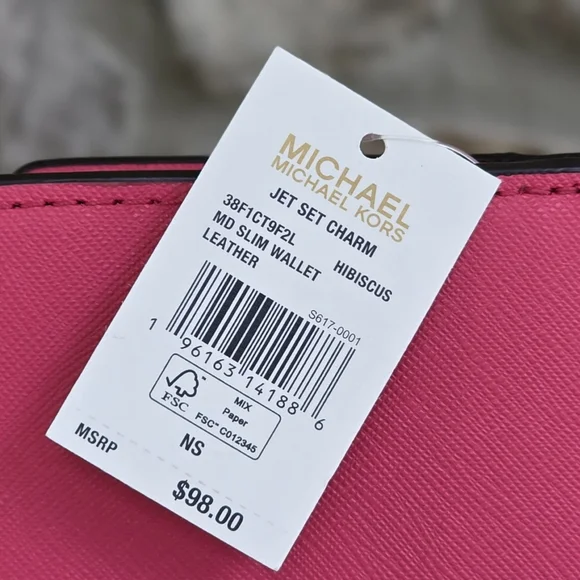 MICHAEL
MICHAEL KORS
JET SET CHARM
38F1CT9F2L
MD SLIM WALLET HIBISCUS
LEATHER
S617-0001
1 96163 14188 6
FSC
MIX
Paper
FSC™ C012345
NS
MSRP
$98.00